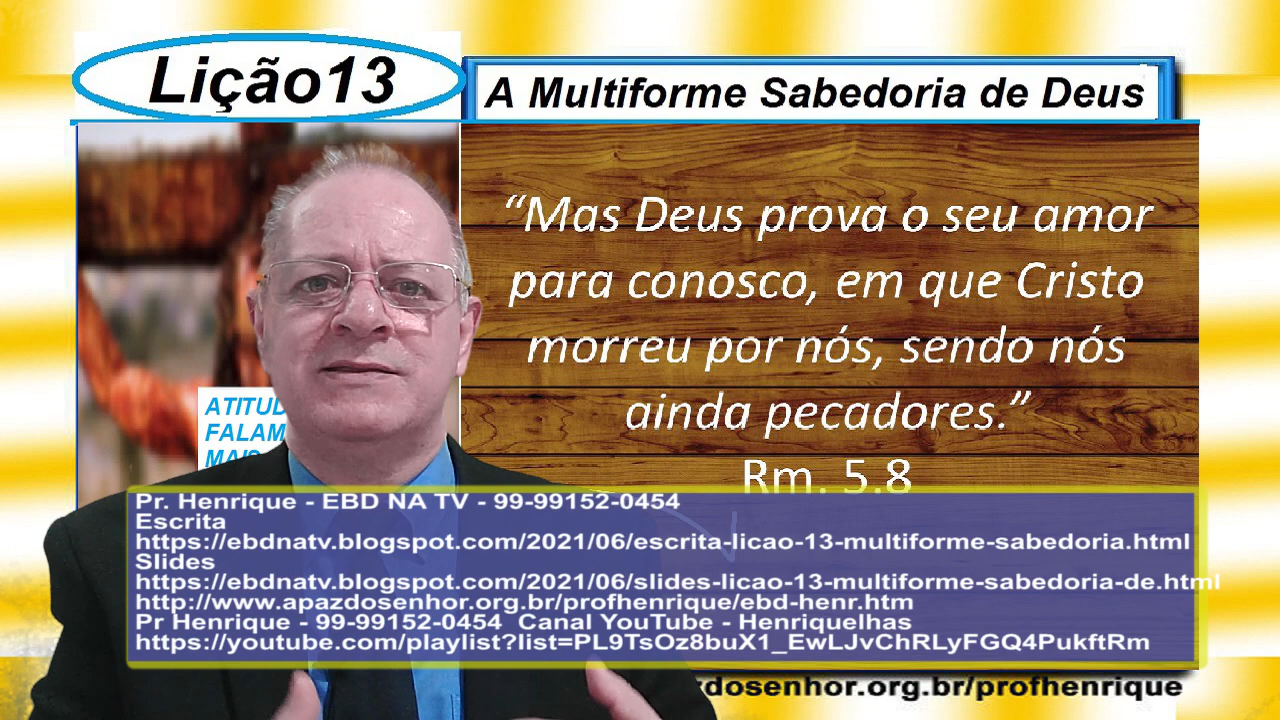 Lição13
A Multiforme Sabedoria de Deus
“Mas Deus prova o seu amor
para conosco, em que Cristo
morreu por nós, sendo nós
ainda pecadores.”
Rm. 5.8
FALAM
Pr. Henrique - EBD NA TV - 99-99152-0454
Escrita
https://ebdnatv.blogspot.com/2021/06/escrita-licao-13-multiforme-sabedoria.html
Slides
https://ebdnatv.blogspot.com/2021/06/slides-licao-13-multiforme-sabedoria-de.html
http://www.apazdosenhor.org.br/profhenrique/ebd-henr.htm
Pr Henrique - 99-99152-0454 Canal YouTube - Henriquelhas
https://youtube.com/playlist?list=PL9TsOz8buX1_EwLJvChRLyFGQ4PukftRm
dosenhor.org.br/profhenrique